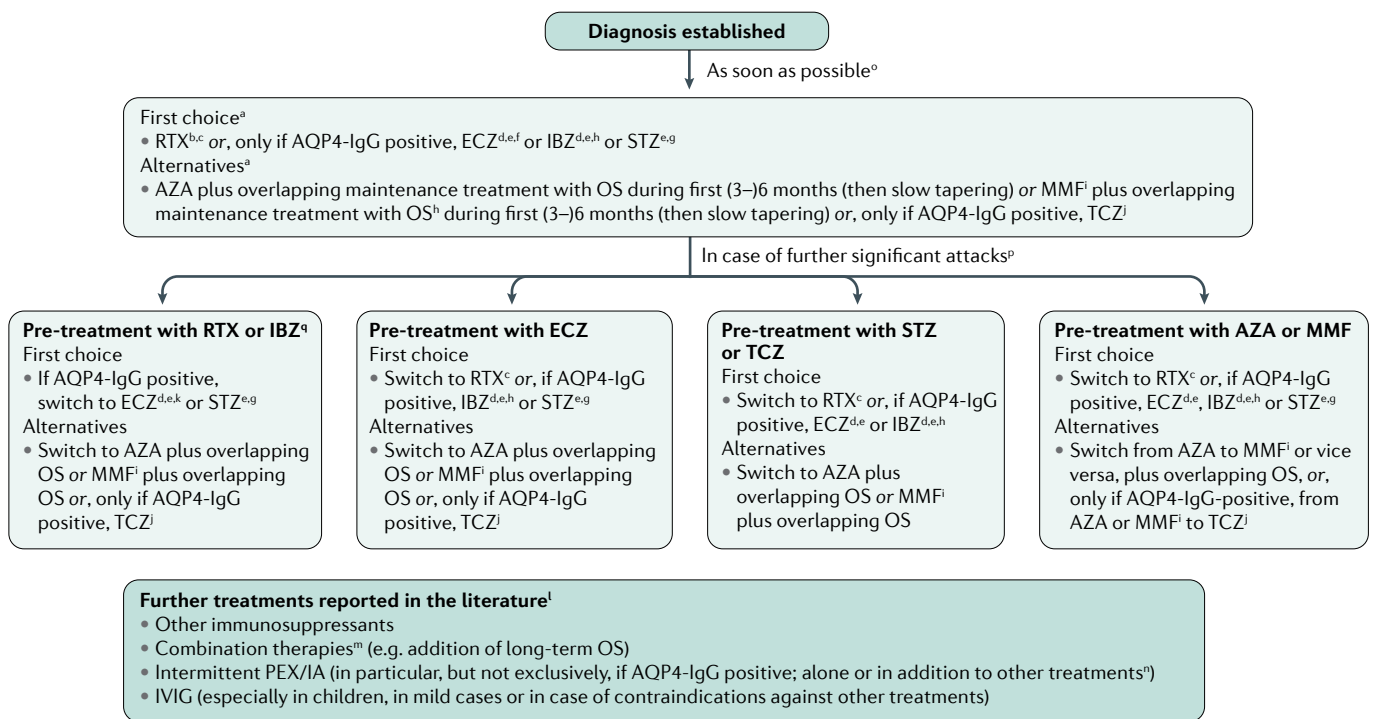 Diagnosis established
As soon as possibleᵒ
First choiceᵃ
• RTXᵇ,ᶜ or, only if AQP4-IgG positive, ECZᵈ,ᵉ,ᶠ or IBZᵈ,ᵉ,ʰ or STZᵉ,ᵍ
Alternativesᵃ
• AZA plus overlapping maintenance treatment with OS during first (3–)6 months (then slow tapering) or MMFⁱ plus overlapping
maintenance treatment with OSʰ during first (3–)6 months (then slow tapering) or, only if AQP4-IgG positive, TCZʲ
In case of further significant attacksᵖ
Pre-treatment with RTX or IBZ�q
First choice
• If AQP4-IgG positive,
switch to ECZᵈ,ᵉ,ᵏ or STZᵉ,ᵍ
Alternatives
• Switch to AZA plus overlapping
OS or MMFⁱ plus overlapping
OS or, only if AQP4-IgG
positive, TCZʲ
Pre-treatment with ECZ
First choice
• Switch to RTXᶜ or, if AQP4-IgG
positive, IBZᵈ,ᵉ,ʰ or STZᵉ,ᵍ
Alternatives
• Switch to AZA plus overlapping
OS or MMFⁱ plus overlapping
OS or, only if AQP4-IgG
positive, TCZʲ
Pre-treatment with STZ
or TCZ
First choice
• Switch to RTXᶜ or, if AQP4-IgG
positive, ECZᵈ,ᵉ or IBZᵈ,ᵉ,ʰ
Alternatives
• Switch to AZA plus
overlapping OS or MMFⁱ
plus overlapping OS
Pre-treatment with AZA or MMF
First choice
• Switch to RTXᶜ or, if AQP4-IgG
positive, ECZᵈ,ᵉ, IBZᵈ,ᵉ,ʰ or STZᵉ,ᵍ
Alternatives
• Switch from AZA to MMFⁱ or vice
versa, plus overlapping OS, or,
only if AQP4-IgG-positive, from
AZA or MMFⁱ to TCZʲ
Further treatments reported in the literatureˡ
• Other immunosuppressants
• Combination therapiesᵐ (e.g. addition of long-term OS)
• Intermittent PEX/IA (in particular, but not exclusively, if AQP4-IgG positive; alone or in addition to other treatmentsⁿ)
• IVIG (especially in children, in mild cases or in case of contraindications against other treatments)